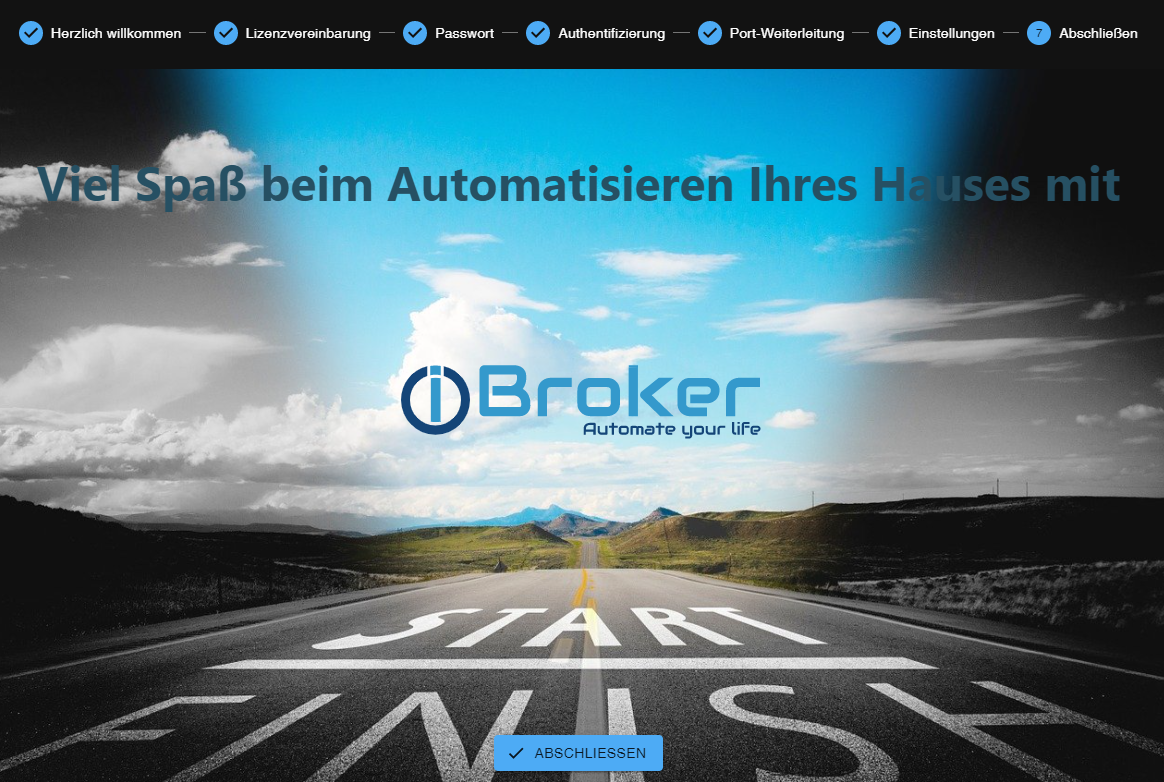 Herzlich willkommen Lizenzvereinbarung Passwort Authentifizierung Port-Weiterleitung Einstellungen 7 Abschließen
Viel Spaß beim Automatisieren Ihres Hauses mit
ioBroker
Automate your life
START
FINISH
ABSCHLIESSEN